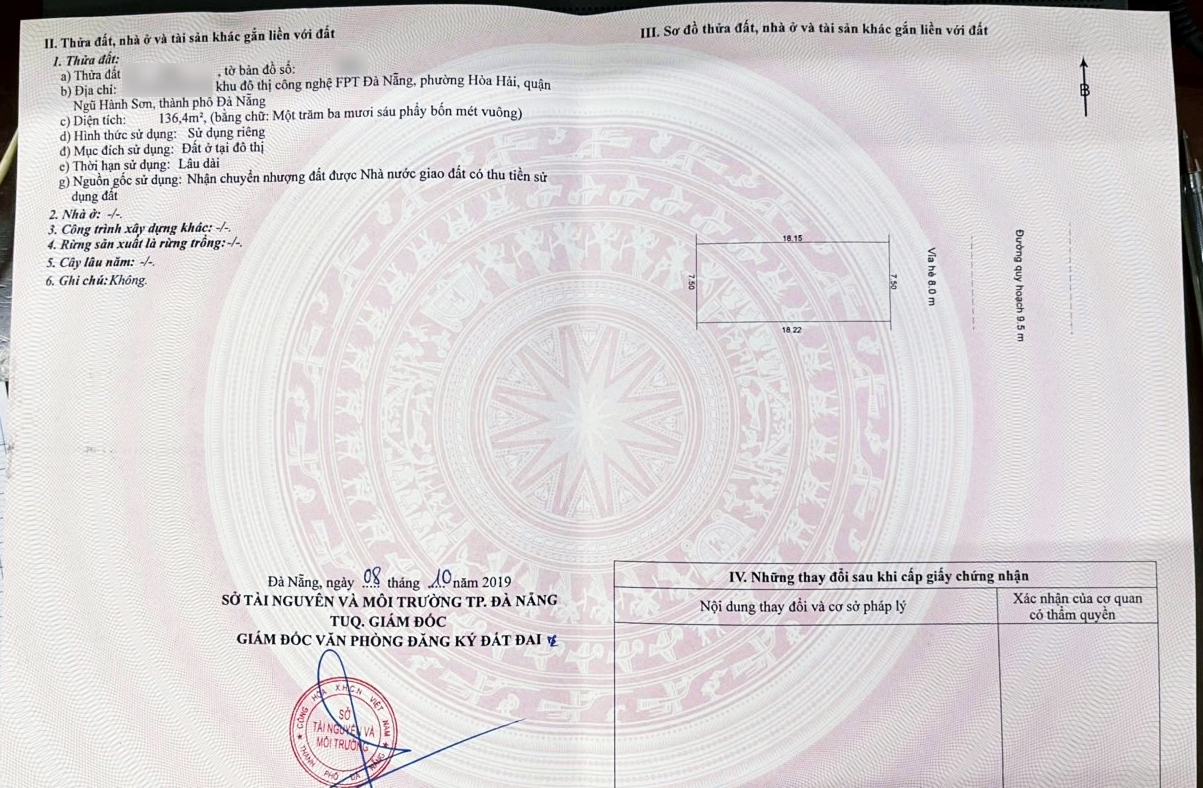 II. Thửa đất, nhà ở và tài sản khác gắn liền với đất
1. Thửa đất:
a) Thửa đất , tờ bản đồ số:
b) Địa chỉ: khu đô thị công nghệ FPT Đà Nẵng, phường Hòa Hải, quận
Ngũ Hành Sơn, thành phố Đà Nẵng
c) Diện tích: 136,4m², (bằng chữ: Một trăm ba mươi sáu phẩy bốn mét vuông)
d) Hình thức sử dụng: Sử dụng riêng
đ) Mục đích sử dụng: Đất ở tại đô thị
e) Thời hạn sử dụng: Lâu dài
g) Nguồn gốc sử dụng: Nhận chuyển nhượng đất được Nhà nước giao đất có thu tiền sử
dụng đất
2. Nhà ở: -/-.
3. Công trình xây dựng khác: -/-.
4. Rừng sản xuất là rừng trồng:-/-.
5. Cây lâu năm: -/-.
6. Ghi chú: Không.
III. Sơ đồ thửa đất, nhà ở và tài sản khác gắn liền với đất
B
18.15
7.50
7.50
18.22
Vỉa hè 8.0 m
Đường quy hoạch 9.5 m
Đà Nẵng, ngày 08 tháng 10 năm 2019
SỞ TÀI NGUYÊN VÀ MÔI TRƯỜNG TP. ĐÀ NẴNG
TUQ. GIÁM ĐỐC
GIÁM ĐỐC VĂN PHÒNG ĐĂNG KÝ ĐẤT ĐAI
CỘNG HÒA X.H.C.N VIỆT NAM
SỞ
TÀI NGUYÊN VÀ
MÔI TRƯỜNG
THÀNH PHỐ ĐÀ NẴNG
IV. Những thay đổi sau khi cấp giấy chứng nhận
Nội dung thay đổi và cơ sở pháp lý
Xác nhận của cơ quan
có thẩm quyền